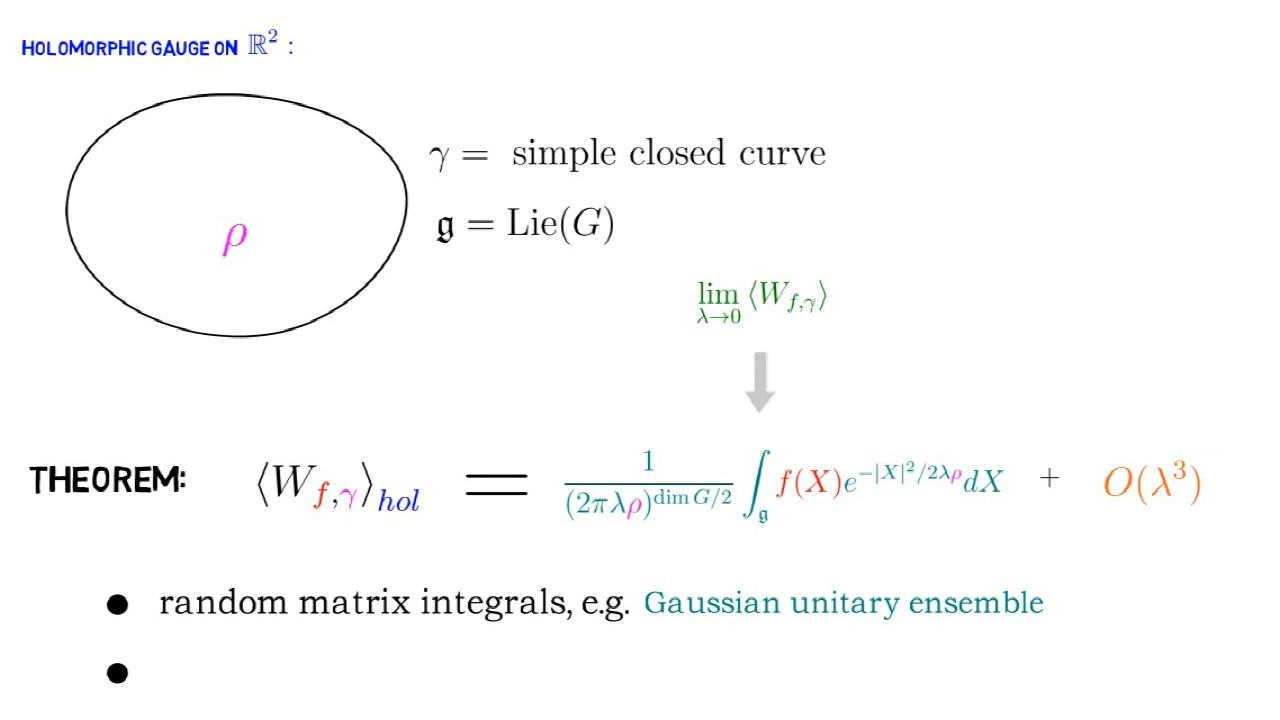 HOLOMORPHIC GAUGE ON ℝ² :
γ = simple closed curve
ρ
𝔤 = Lie(G)
lim_{λ→0} ⟨W_{f,γ}⟩
THEOREM: ⟨W_{f,γ}⟩_{hol} = \frac{1}{(2πλρ)^{dim G/2}} ∫_𝔤 f(X)e^{-|X|²/2λρ}dX + O(λ³)
• random matrix integrals, e.g. Gaussian unitary ensemble
•